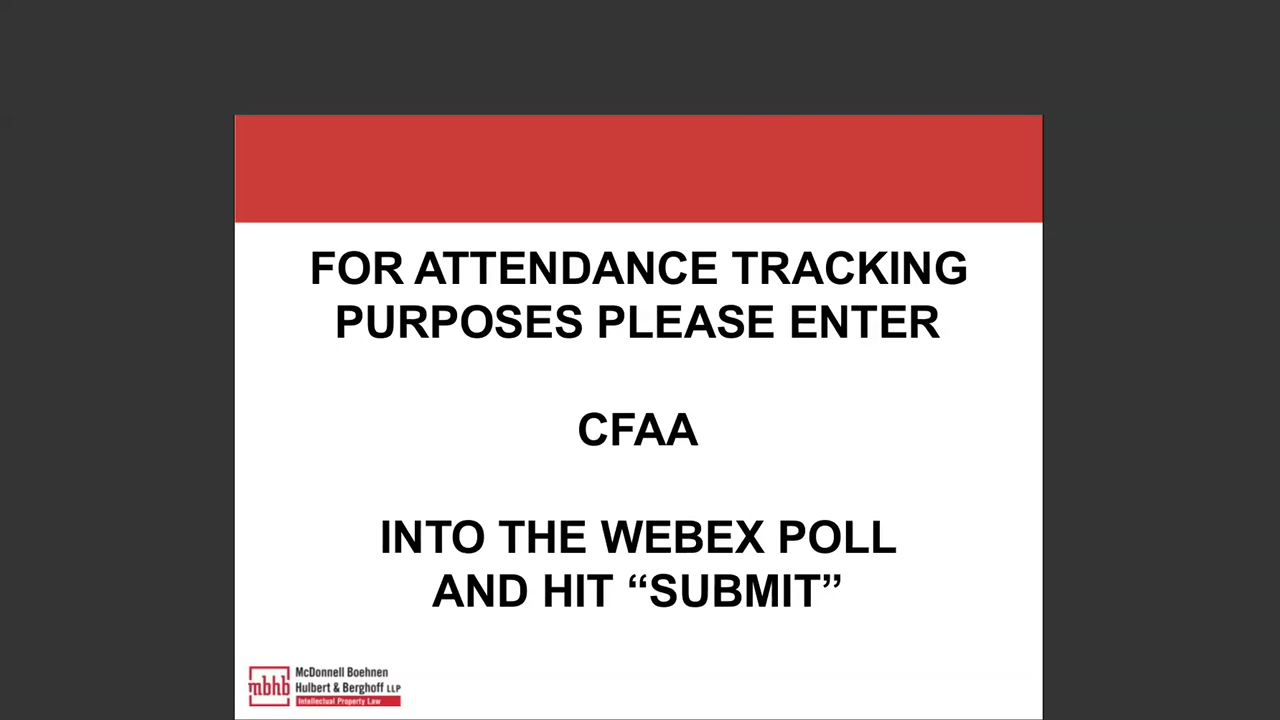 FOR ATTENDANCE TRACKING
PURPOSES PLEASE ENTER
CFAA
INTO THE WEBEX POLL
AND HIT “SUBMIT”
mbhb
McDonnell Boehnen
Hulbert & Berghoff LLP
Intellectual Property Law